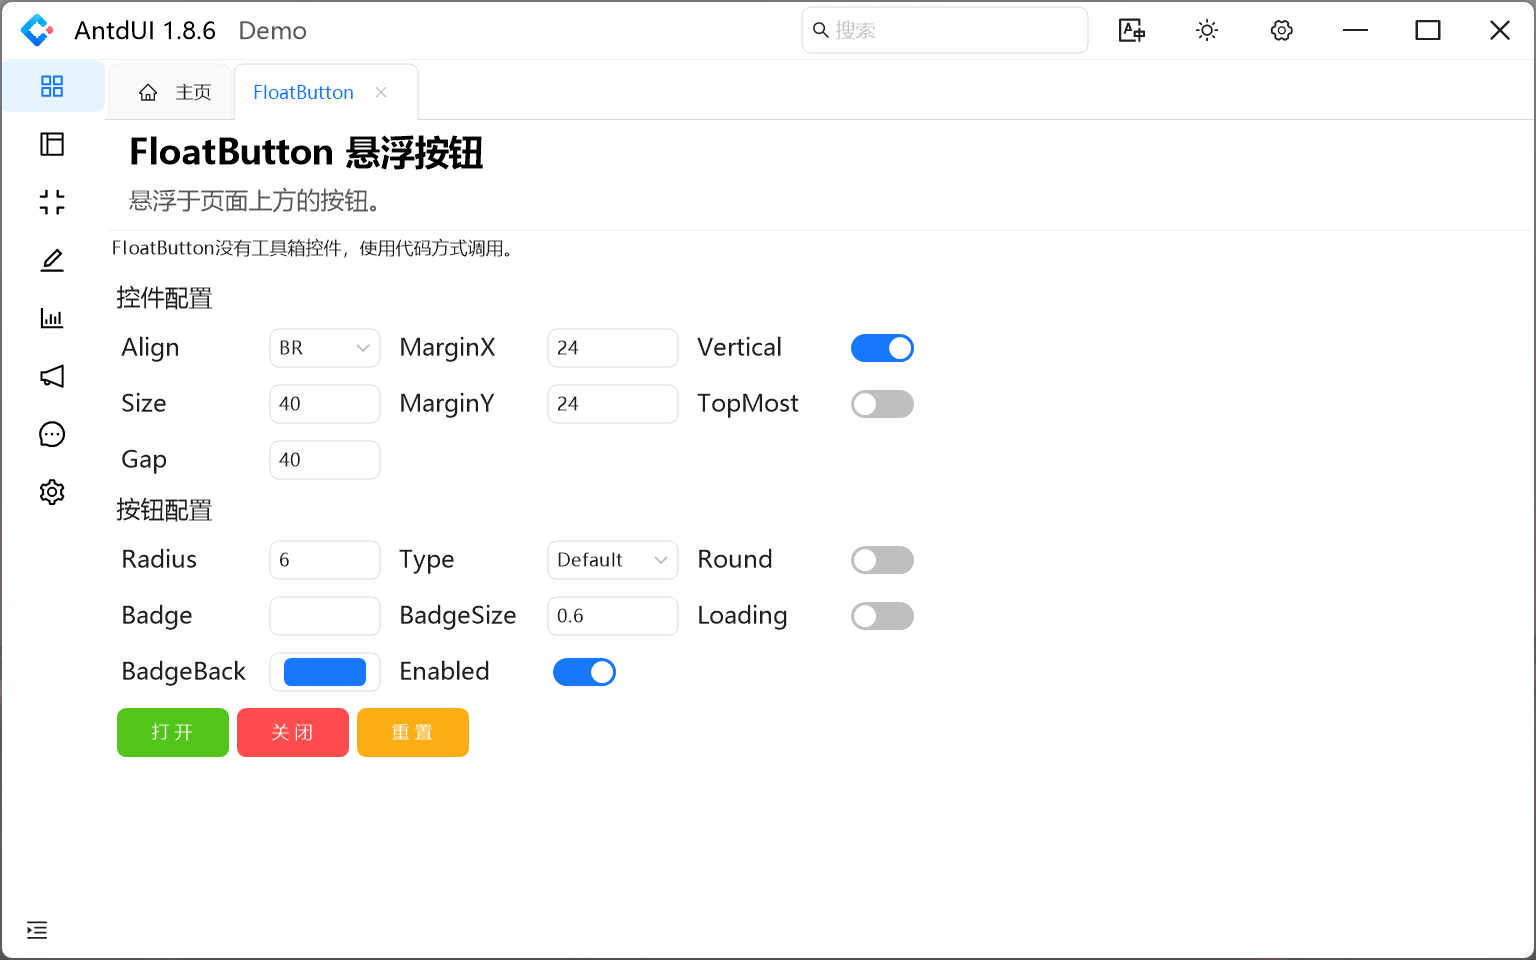 AntdUI 1.8.6 Demo
搜索
主页
FloatButton
FloatButton 悬浮按钮
悬浮于页面上方的按钮。
FloatButton没有工具箱控件，使用代码方式调用。
控件配置
Align BR MarginX 24 Vertical
Size 40 MarginY 24 TopMost
Gap 40
按钮配置
Radius 6 Type Default Round
Badge BadgeSize 0.6 Loading
BadgeBack Enabled
打开 关闭 重置